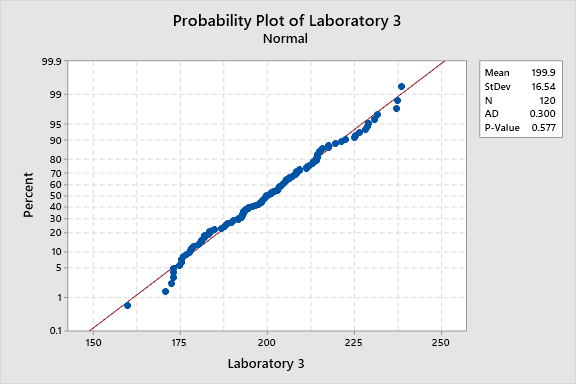 Probability Plot of Laboratory 3
Normal
99.9
99
95
90
80
70
60
50
40
30
20
10
5
1
0.1
Percent
150
175
200
225
250
Laboratory 3
Mean 199.9
StDev 16.54
N 120
AD 0.300
P-Value 0.577